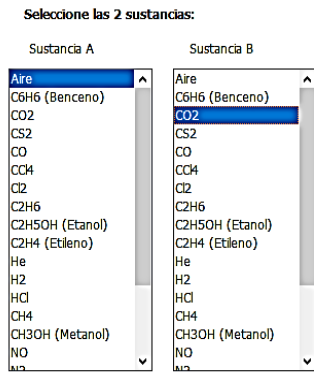 Seleccione las 2 sustancias:
Sustancia A
Aire
C6H6 (Benceno)
CO2
CS2
CO
CCl4
Cl2
C2H6
C2H5OH (Etanol)
C2H4 (Etileno)
He
H2
HCl
CH4
CH3OH (Metanol)
NO
N2
Sustancia B
Aire
C6H6 (Benceno)
CO2
CS2
CO
CCl4
Cl2
C2H6
C2H5OH (Etanol)
C2H4 (Etileno)
He
H2
HCl
CH4
CH3OH (Metanol)
NO
N2